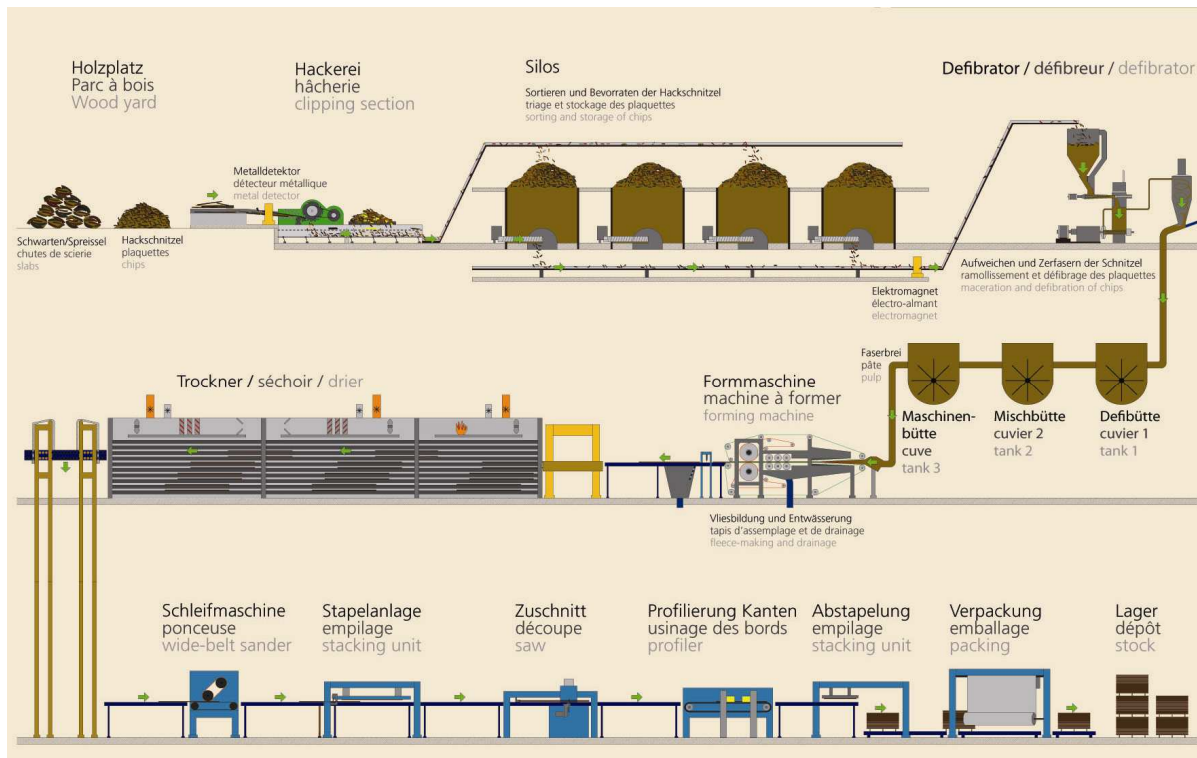 Holzplatz
Parc à bois
Wood yard
Hackerei
hâcherie
clipping section
Silos
Sortieren und Bevorraten der Hackschnitzel
triage et stockage des plaquettes
sorting and storage of chips
Defibrator / défibreur / defibrator
Metalldetektor
détecteur métallique
metal detector
Schwarten/Spreissel
chutes de scierie
slabs
Hackschnitzel
plaquettes
chips
Elektromagnet
électro-almant
electromagnet
Aufweichen und Zerfasern der Schnitzel
ramollissement et défibrage des plaquettes
maceration and defibration of chips
Trockner / séchoir / drier
Formmaschine
machine à former
forming machine
Faserbrei
pâte
pulp
Maschinen-
bütte
cuve
tank 3
Mischbütte
cuvier 2
tank 2
Defibütte
cuvier 1
tank 1
Vliesbildung und Entwässerung
tapis d'assemplage et de drainage
fleece-making and drainage
Schleifmaschine
ponceuse
wide-belt sander
Stapelanlage
empilage
stacking unit
Zuschnitt
découpe
saw
Profilierung Kanten
usinage des bords
profiler
Abstapelung
empilage
stacking unit
Verpackung
emballage
packing
Lager
dépôt
stock